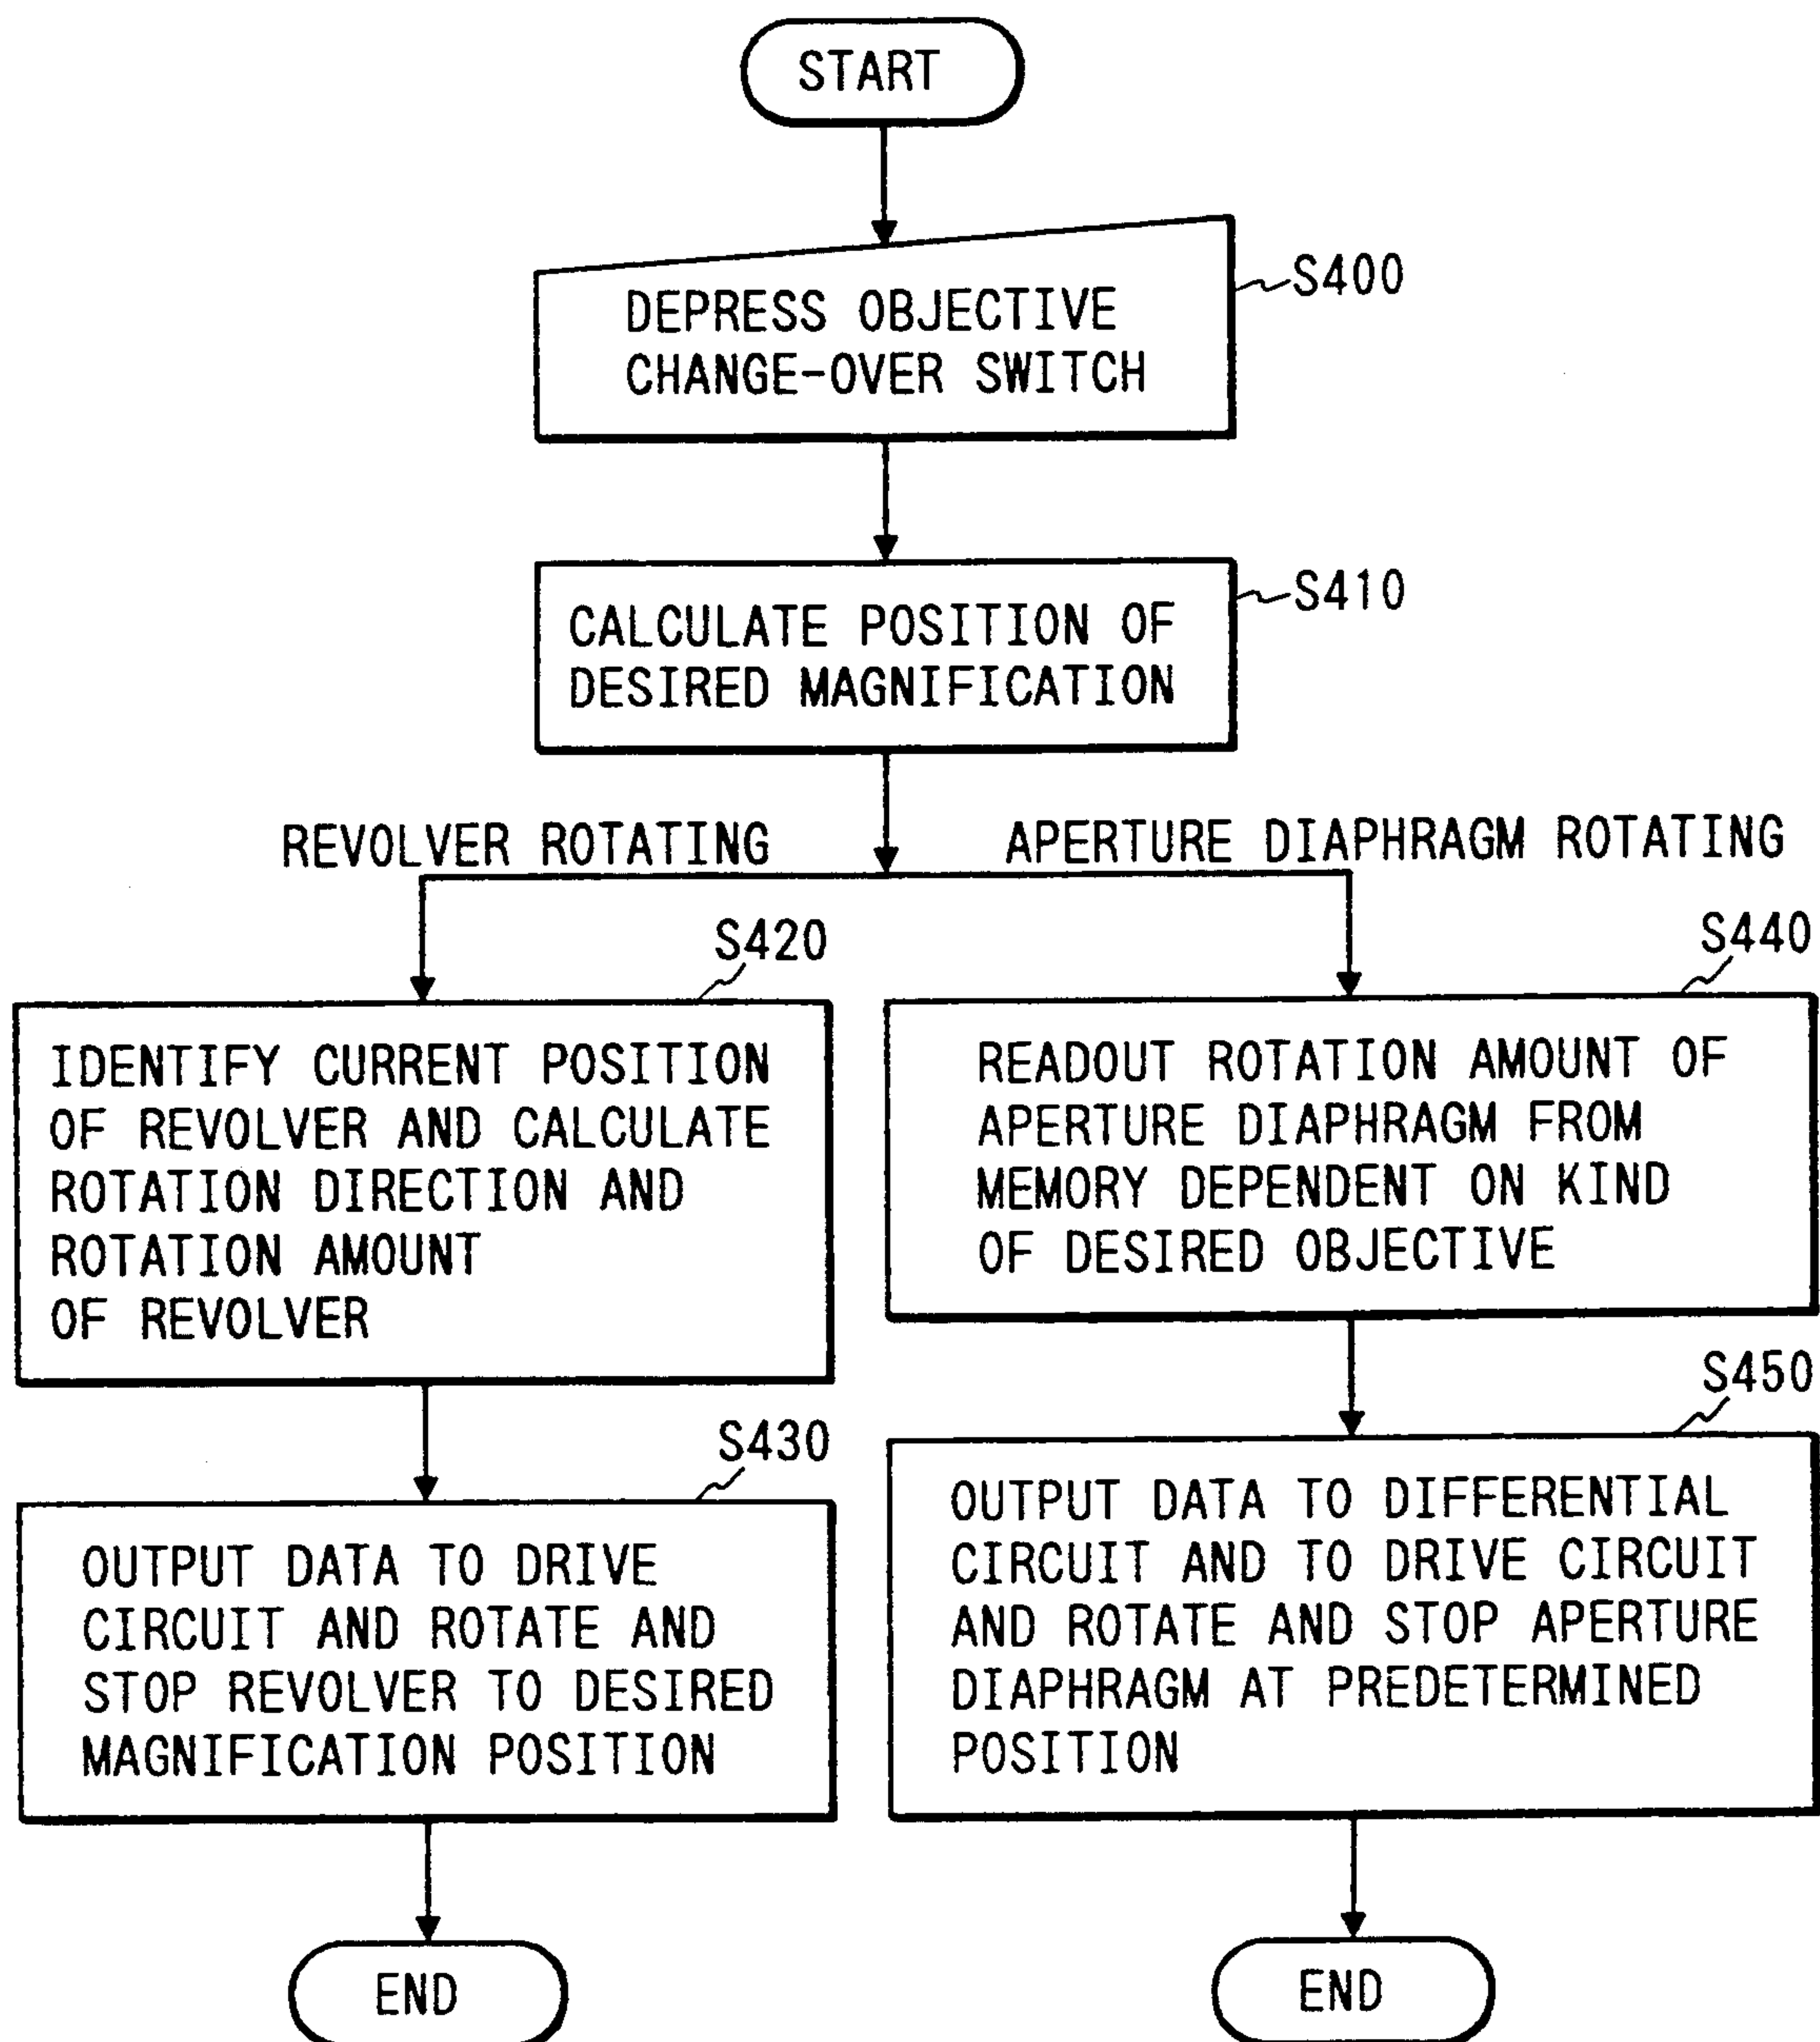 START
S400
DEPRESS OBJECTIVE
CHANGE-OVER SWITCH
S410
CALCULATE POSITION OF
DESIRED MAGNIFICATION
REVOLVER ROTATING
APERTURE DIAPHRAGM ROTATING
S420
IDENTIFY CURRENT POSITION
OF REVOLVER AND CALCULATE
ROTATION DIRECTION AND
ROTATION AMOUNT
OF REVOLVER
S430
OUTPUT DATA TO DRIVE
CIRCUIT AND ROTATE AND
STOP REVOLVER TO DESIRED
MAGNIFICATION POSITION
END
S440
READOUT ROTATION AMOUNT OF
APERTURE DIAPHRAGM FROM
MEMORY DEPENDENT ON KIND
OF DESIRED OBJECTIVE
S450
OUTPUT DATA TO DIFFERENTIAL
CIRCUIT AND TO DRIVE CIRCUIT
AND ROTATE AND STOP APERTURE
DIAPHRAGM AT PREDETERMINED
POSITION
END